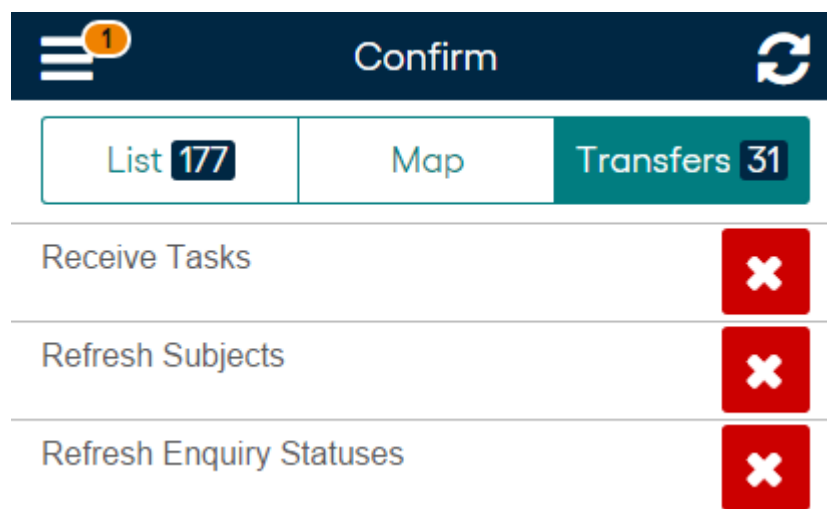 1
Confirm
List 177
Map
Transfers 31
Receive Tasks
Refresh Subjects
Refresh Enquiry Statuses